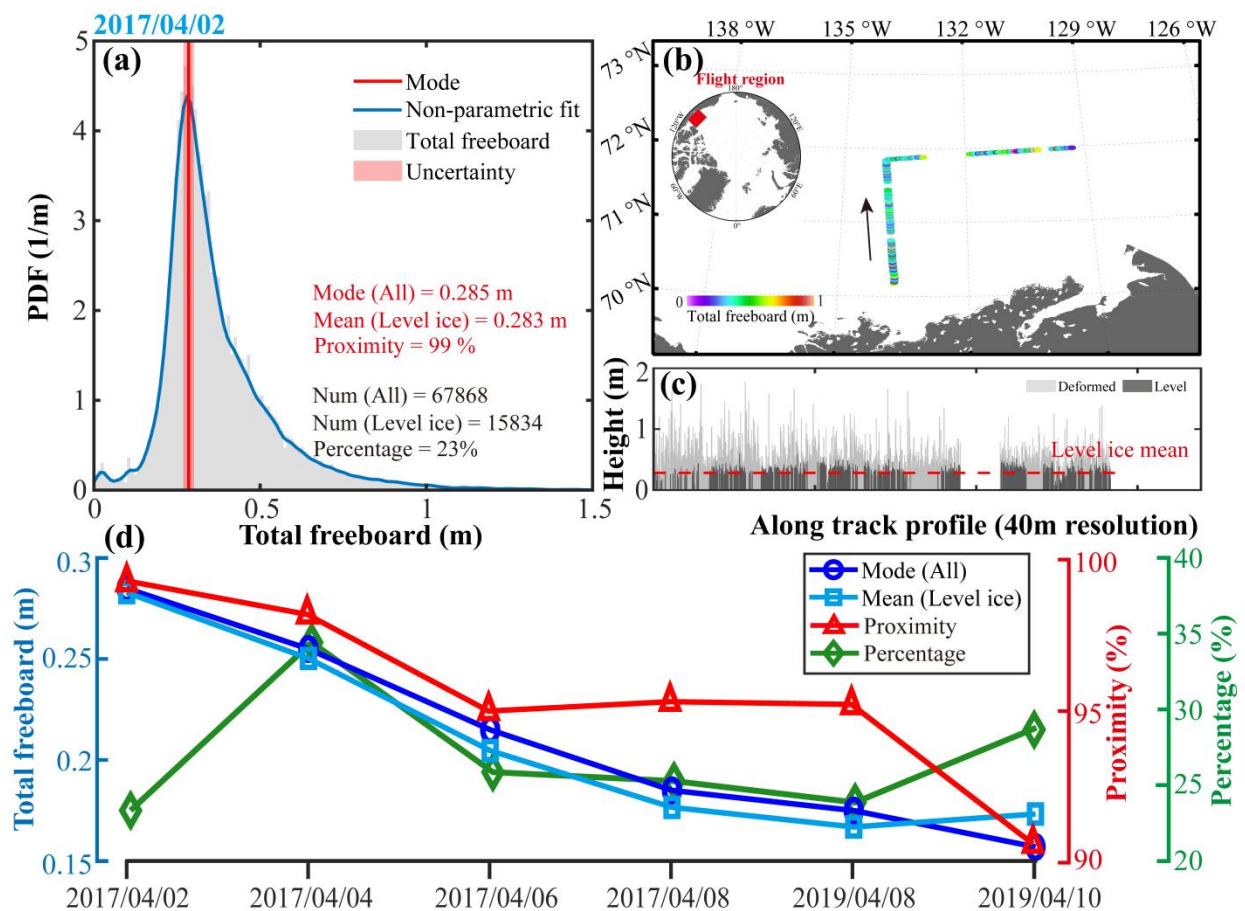 2017/04/02
(a)
5
4
3
2
1
0
PDF (1/m)
Mode
Non-parametric fit
Total freeboard
Uncertainty
Mode (All) = 0.285 m
Mean (Level ice) = 0.283 m
Proximity = 99 %
Num (All) = 67868
Num (Level ice) = 15834
Percentage = 23%
0 0.5 1 1.5
Total freeboard (m)
138 °W 135 °W 132 °W 129 °W 126 °W
73 °N
72 °N
71 °N
70 °N
(b)
Flight region
180°
120°W
120°E
60°W
60°E
0°
0 1
Total freeboard (m)
(c)
2
1
0
Height (m)
Deformed Level
Level ice mean
Along track profile (40m resolution)
(d)
0.3
0.25
0.2
0.15
Total freeboard (m)
Mode (All)
Mean (Level ice)
Proximity
Percentage
100
95
90
Proximity (%)
40
35
30
25
20
Percentage (%)
2017/04/02 2017/04/04 2017/04/06 2017/04/08 2019/04/08 2019/04/10